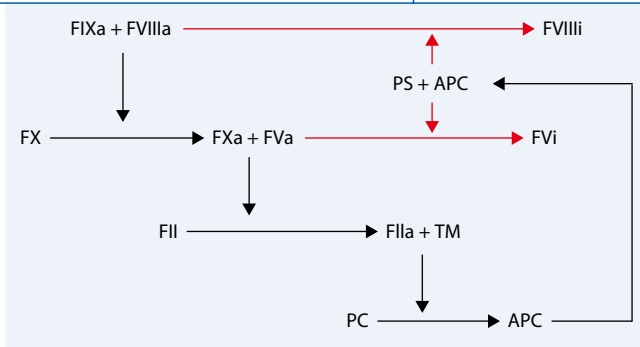 FIXa + FVIIIa FVIIIi
PS + APC
FX FXa + FVa FVi
FII FIIa + TM
PC APC